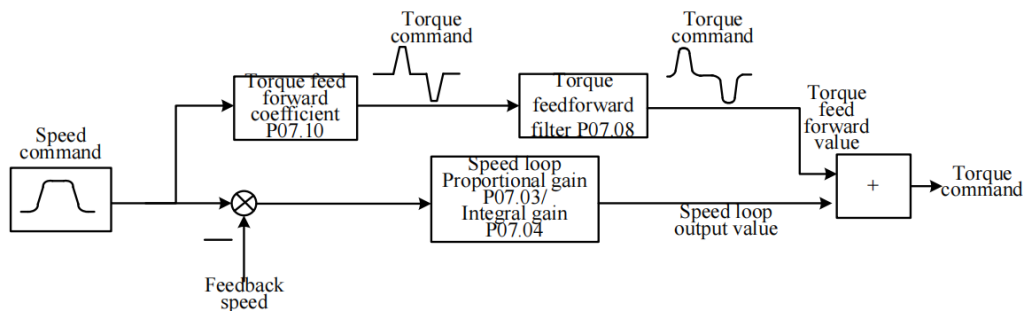 Torque
command
Torque
command
Torque feed
forward
coefficient
P07.10
Torque
feedforward
filter P07.08
Torque
feed
forward
value
Speed
command
Speed loop
Proportional gain
P07.03/
Integral gain
P07.04
+
Torque
command
Speed loop
output value
Feedback
speed